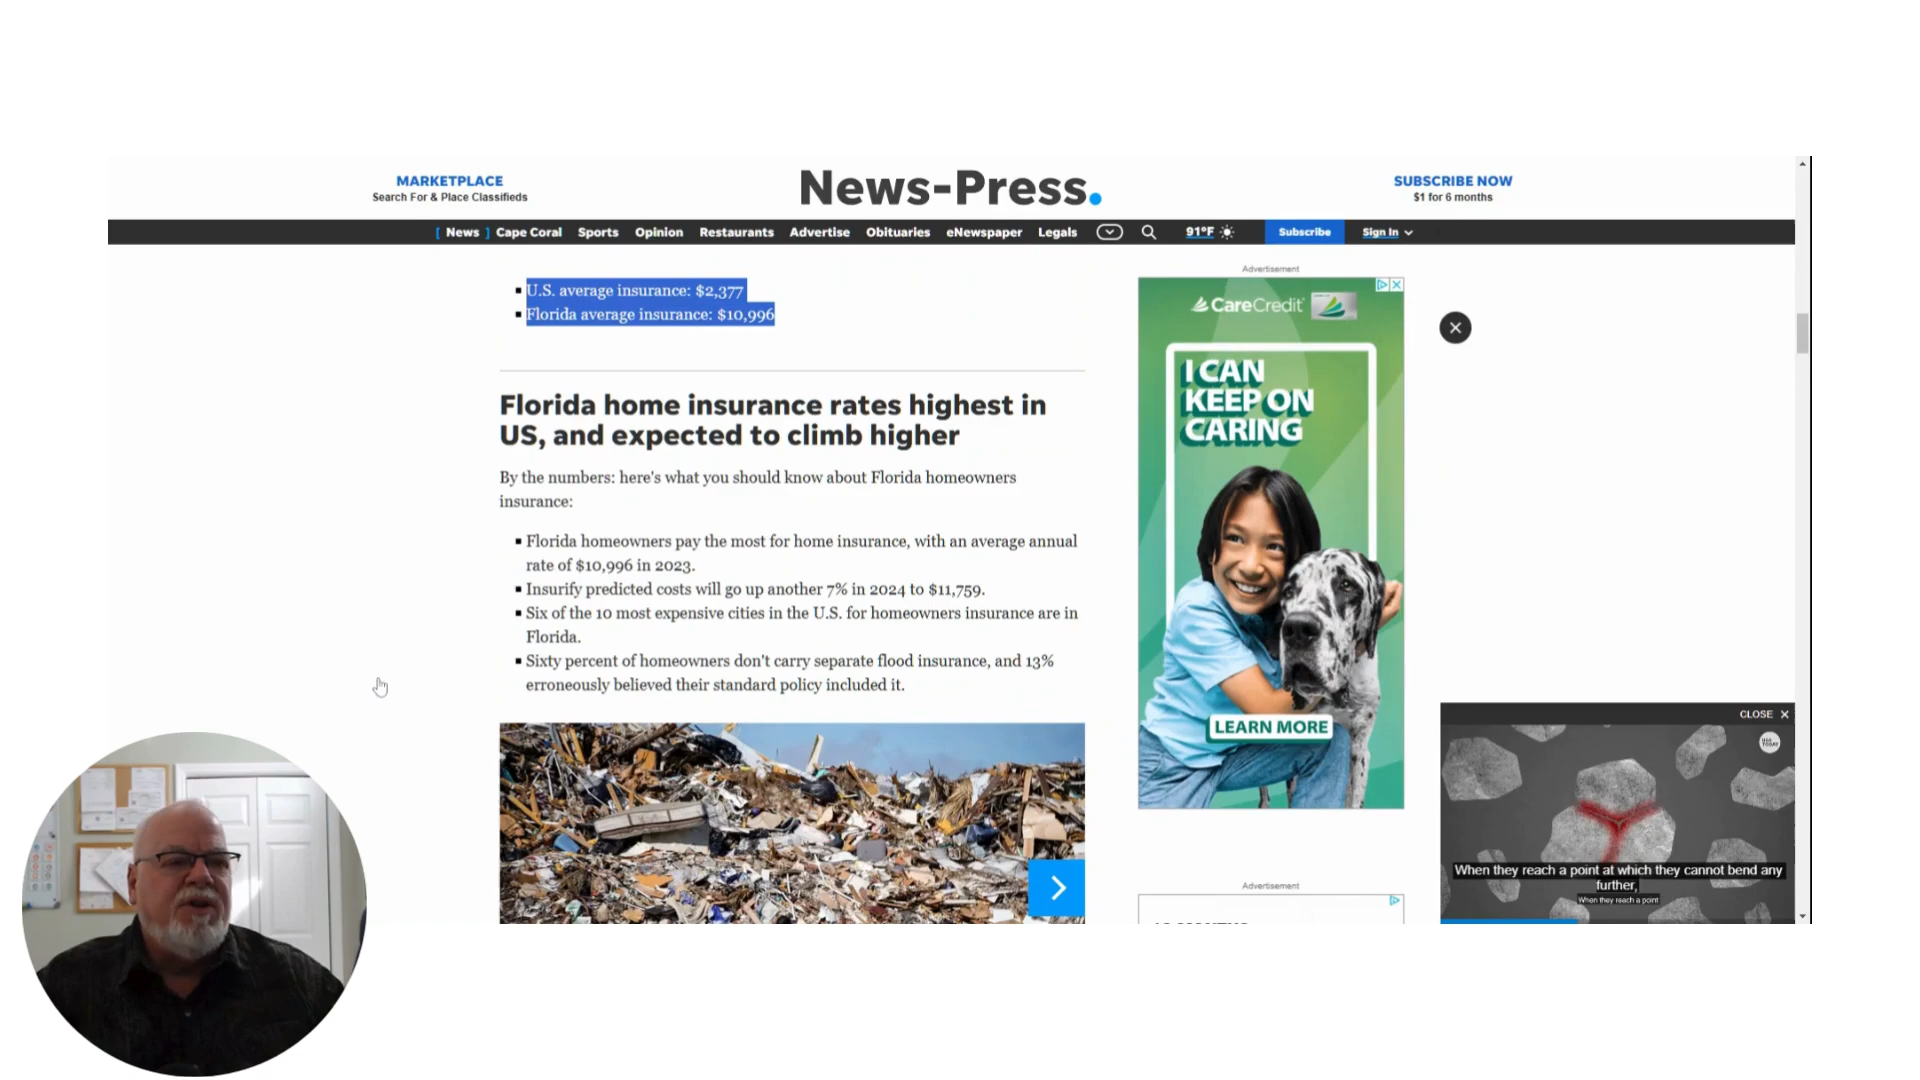 MARKETPLACE
Search For & Place Classifieds
News-Press.
SUBSCRIBE NOW
$1 for 6 months
[ News ] Cape Coral Sports Opinion Restaurants Advertise Obituaries eNewspaper Legals 91°F Subscribe Sign In
U.S. average insurance: $2,377
Florida average insurance: $10,996
Florida home insurance rates highest in
US, and expected to climb higher
By the numbers: here's what you should know about Florida homeowners
insurance:
Florida homeowners pay the most for home insurance, with an average annual
rate of $10,996 in 2023.
Insurify predicted costs will go up another 7% in 2024 to $11,759.
Six of the 10 most expensive cities in the U.S. for homeowners insurance are in
Florida.
Sixty percent of homeowners don't carry separate flood insurance, and 13%
erroneously believed their standard policy included it.
Advertisement
CareCredit
I CAN
KEEP ON
CARING
LEARN MORE
Advertisement
CLOSE X
USA
TODAY
When they reach a point at which they cannot bend any
further,
When they reach a point